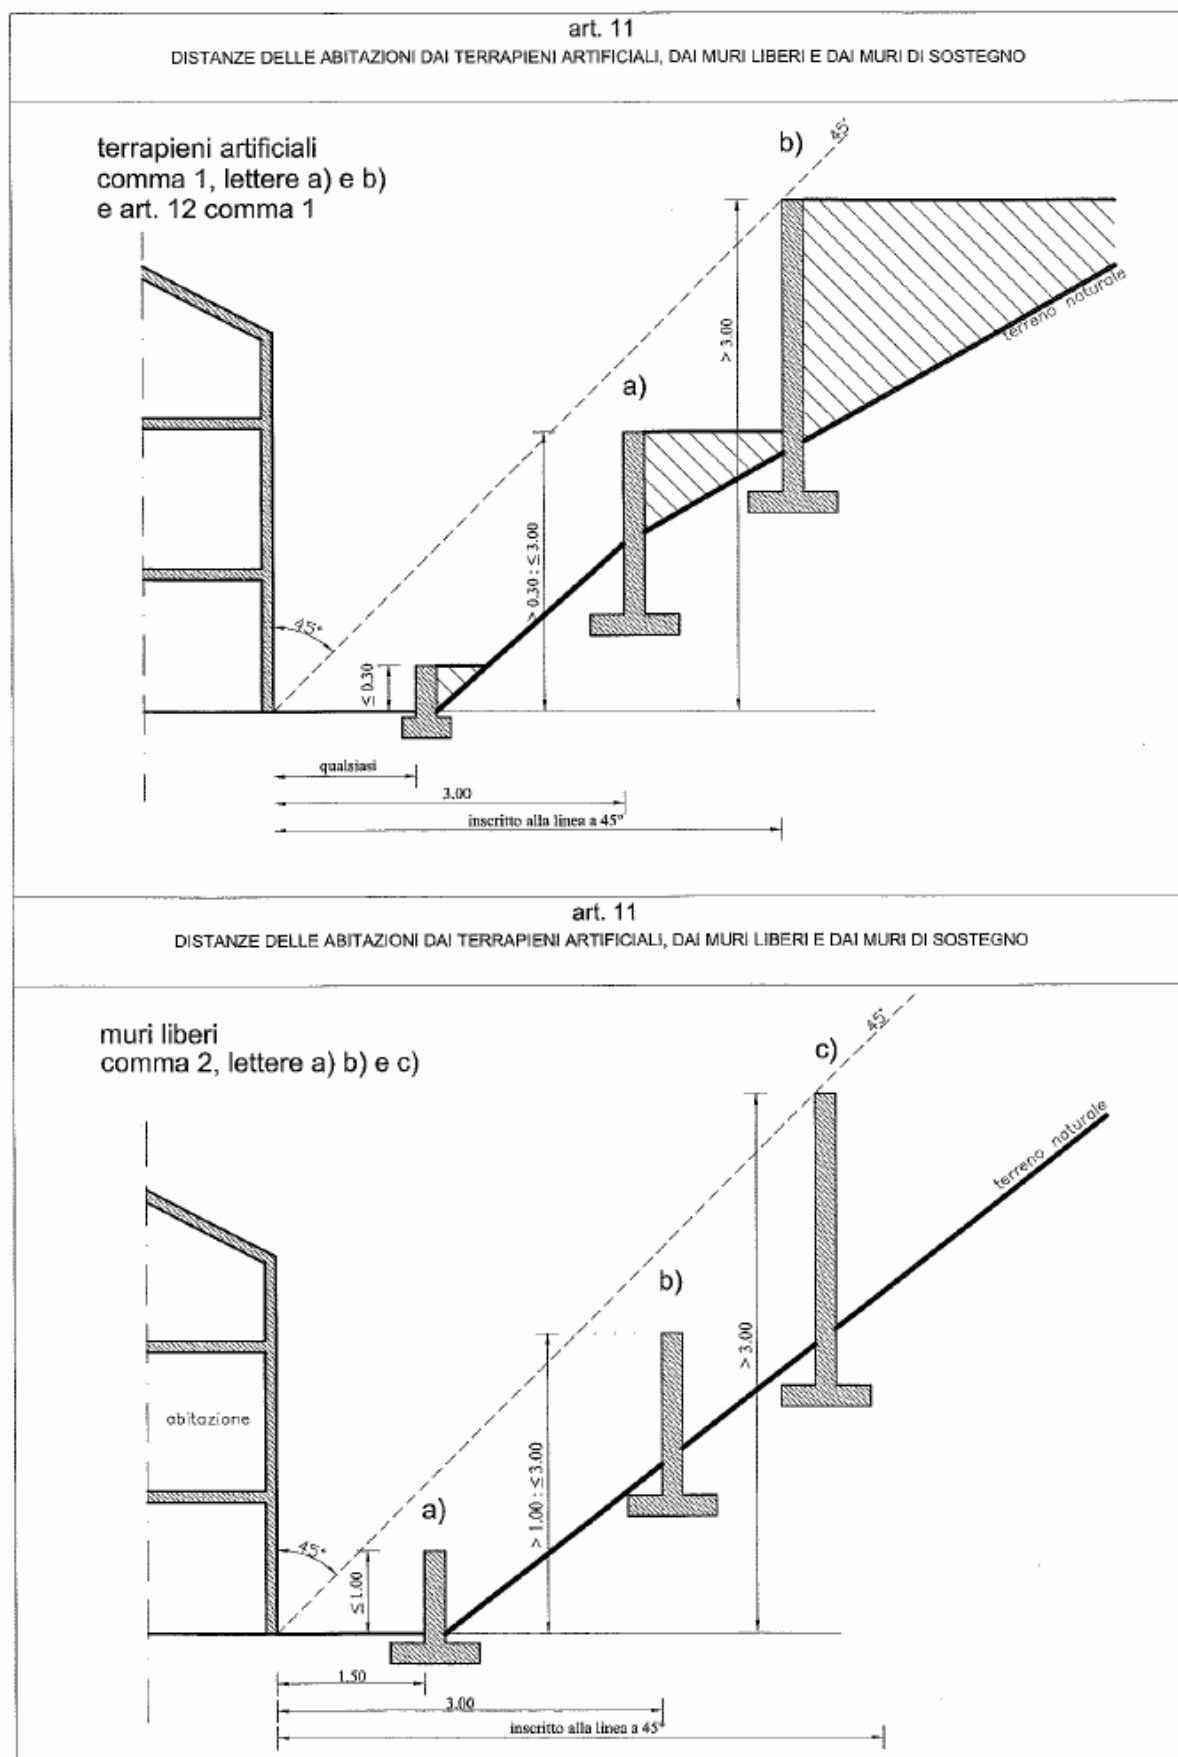 art. 11
DISTANZE DELLE ABITAZIONI DAI TERRAPIENI ARTIFICIALI, DAI MURI LIBERI E DAI MURI DI SOSTEGNO
terrapieni artificiali
comma 1, lettere a) e b)
e art. 12 comma 1
b)
45°
> 3.00
terreno naturale
a)
> 0.30 : ≤ 3.00
45°
≤ 0.30
qualsiasi
3.00
inscritto alla linea a 45°
art. 11
DISTANZE DELLE ABITAZIONI DAI TERRAPIENI ARTIFICIALI, DAI MURI LIBERI E DAI MURI DI SOSTEGNO
muri liberi
comma 2, lettere a) b) e c)
c)
45°
terreno naturale
b)
> 3.00
abitazione
> 1.00 : ≤ 3.00
a)
45°
≤ 1.00
1.50
3.00
inscritto alla linea a 45°